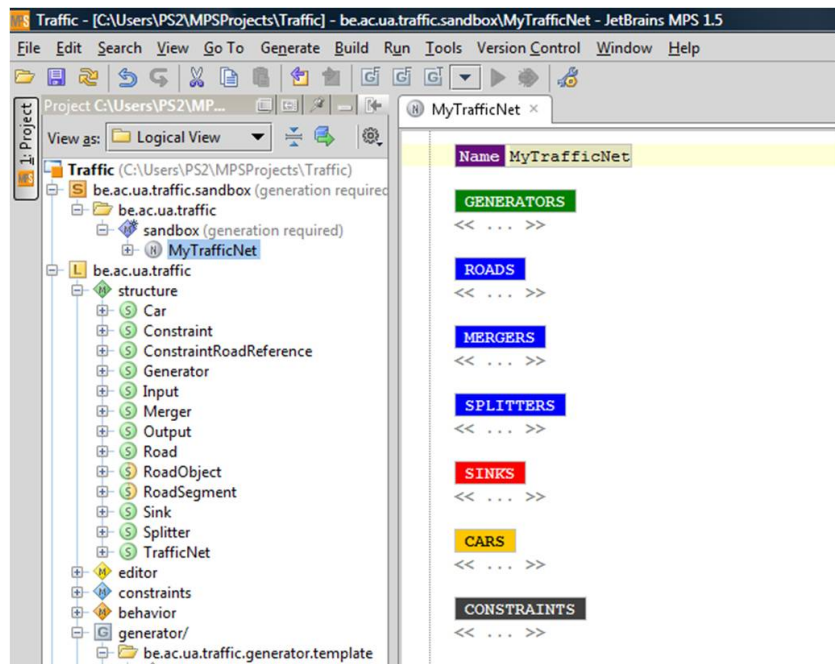 Traffic - [C:\Users\PS2\MPSProjects\Traffic] - be.ac.ua.traffic.sandbox\MyTrafficNet - JetBrains MPS 1.5
File Edit Search View Go To Generate Build Run Tools Version Control Window Help
Project C:\Users\PS2\MP...
MyTrafficNet
1: Project
View as: Logical View
Traffic (C:\Users\PS2\MPSProjects\Traffic)
be.ac.ua.traffic.sandbox (generation required
be.ac.ua.traffic
sandbox (generation required)
MyTrafficNet
be.ac.ua.traffic
structure
Car
Constraint
ConstraintRoadReference
Generator
Input
Merger
Output
Road
RoadObject
RoadSegment
Sink
Splitter
TrafficNet
editor
constraints
behavior
generator/
be.ac.ua.traffic.generator.template
Name MyTrafficNet
GENERATORS
<< ... >>
ROADS
<< ... >>
MERGERS
<< ... >>
SPLITTERS
<< ... >>
SINKS
<< ... >>
CARS
<< ... >>
CONSTRAINTS
<< ... >>